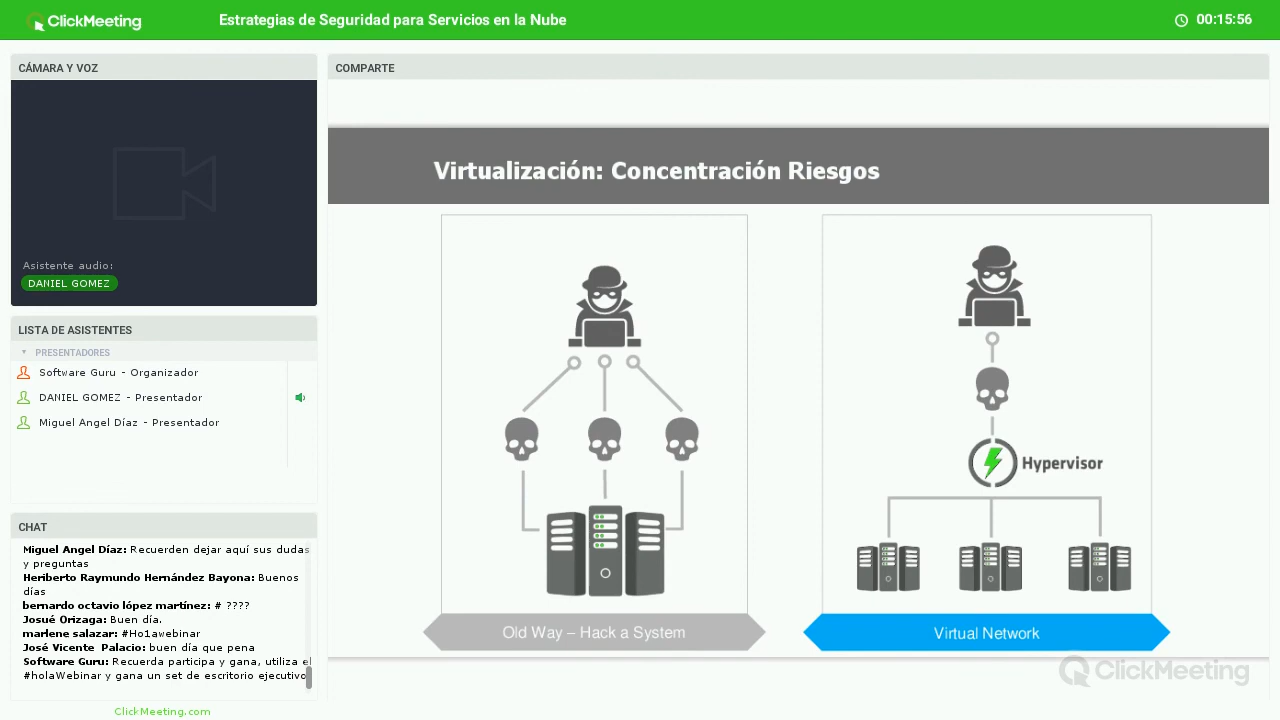 ClickMeeting
Estrategias de Seguridad para Servicios en la Nube
00:15:56
CÁMARA Y VOZ
Asistente audio:
DANIEL GOMEZ
LISTA DE ASISTENTES
PRESENTADORES
Software Guru - Organizador
DANIEL GOMEZ - Presentador
Miguel Angel Díaz - Presentador
CHAT
Miguel Angel Díaz: Recuerden dejar aquí sus dudas
y preguntas
Heriberto Raymundo Hernández Bayona: Buenos
días
bernardo octavio lópez martínez: # ????
Josué Orizaga: Buen día.
marlene salazar: #Ho1awebinar
José Vicente Palacio: buen día que pena
Software Guru: Recuerda participa y gana, utiliza el
#holaWebinar y gana un set de escritorio ejecutivo
ClickMeeting.com
COMPARTE
Virtualización: Concentración Riesgos
Hypervisor
Old Way – Hack a System
Virtual Network
ClickMeeting